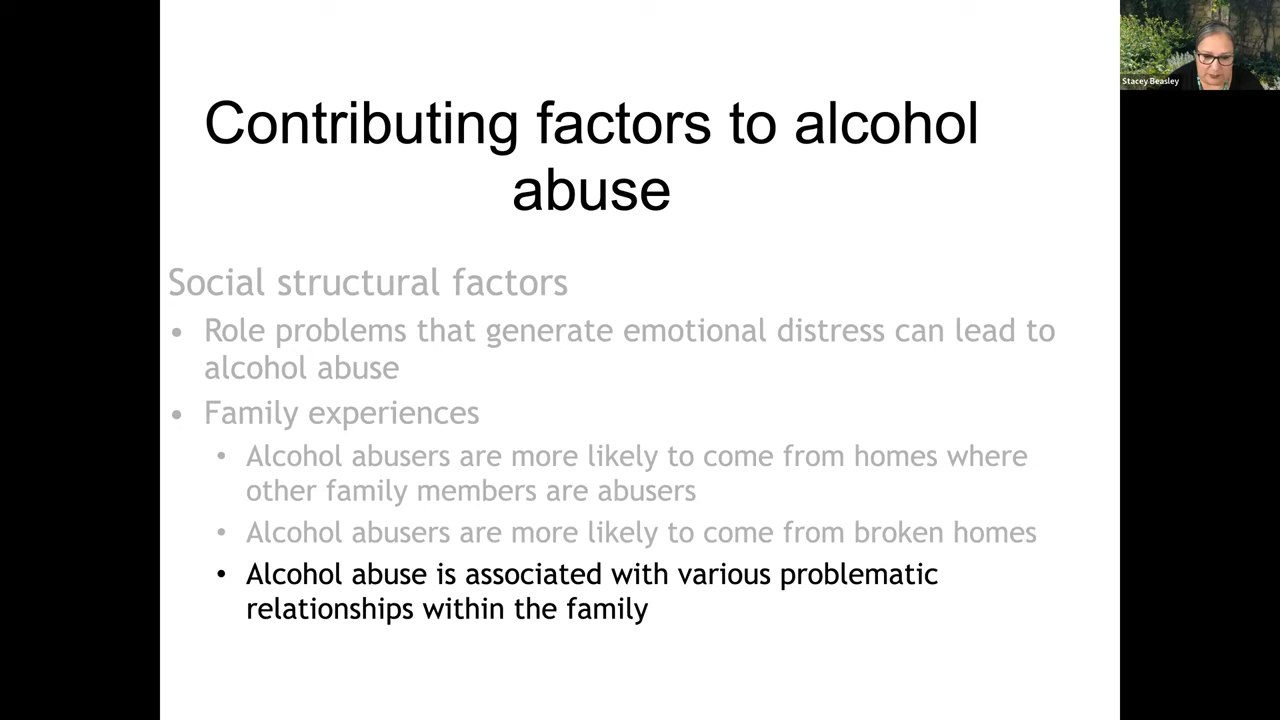 Contributing factors to alcohol
abuse
Stacey Beasley
Social structural factors
• Role problems that generate emotional distress can lead to
alcohol abuse
• Family experiences
• Alcohol abusers are more likely to come from homes where
other family members are abusers
• Alcohol abusers are more likely to come from broken homes
• Alcohol abuse is associated with various problematic
relationships within the family